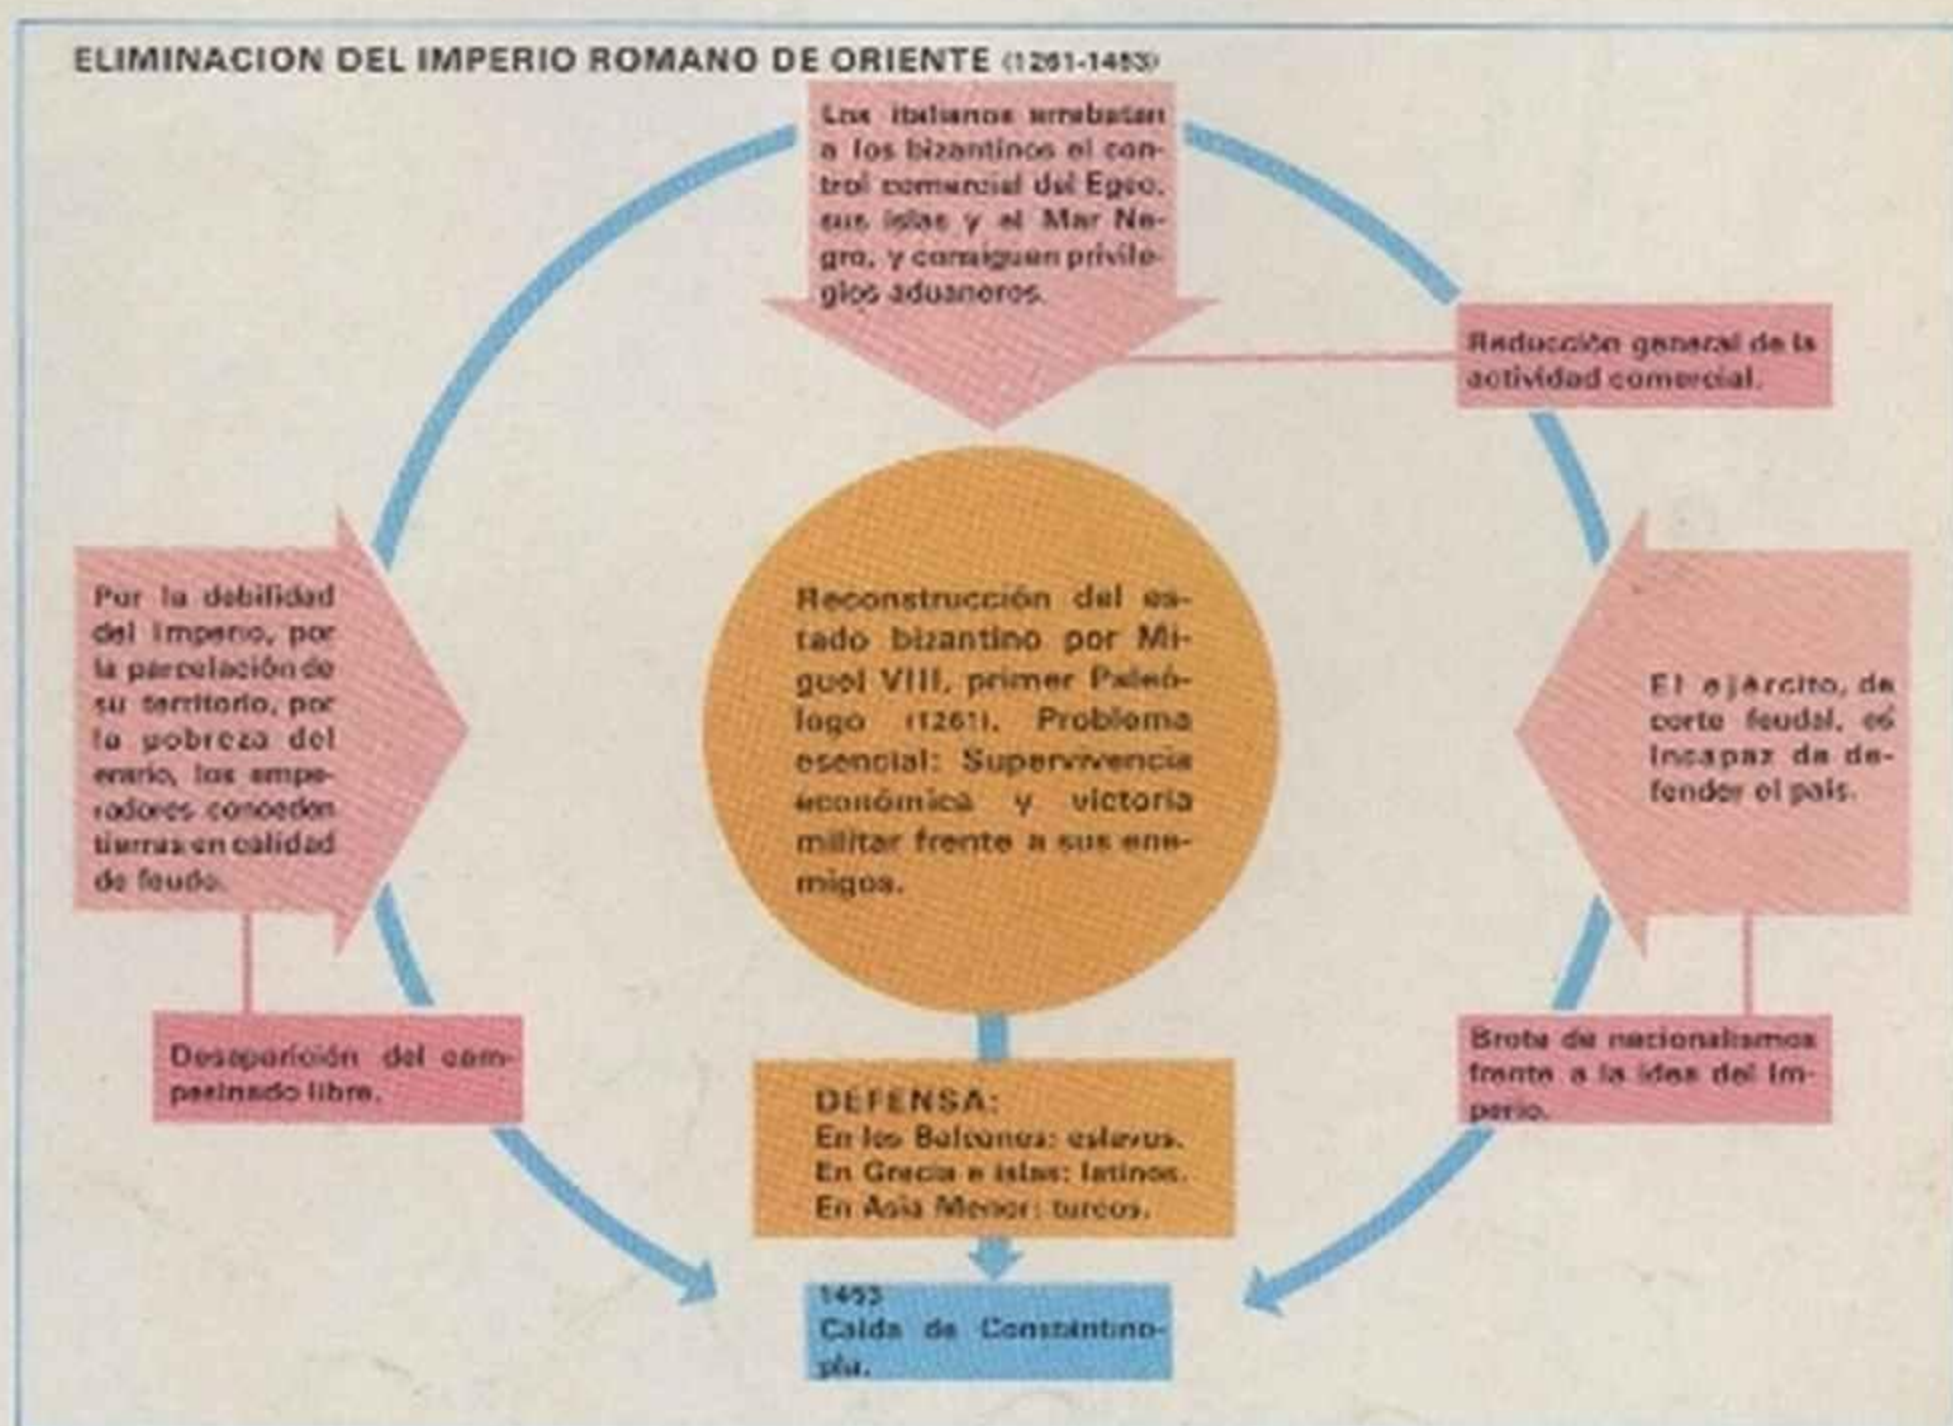 ELIMINACION DEL IMPERIO ROMANO DE ORIENTE (1261-1453)
Los italianos arrebatan
a los bizantinos el con-
trol comercial del Egeo,
sus islas y el Mar Ne-
gro, y consiguen privile-
gios aduaneros.
Reducción general de la
actividad comercial.
Por la debilidad
del Imperio, por
la parcelación de
su territorio, por
la pobreza del
erario, los empe-
radores conceden
tierras en calidad
de feudo.
Reconstrucción del es-
tado bizantino por Mi-
guel VIII, primer Paleó-
logo (1261). Problema
esencial: Supervivencia
económica y victoria
militar frente a sus ene-
migos.
El ejército, de
corte feudal, es
incapaz de de-
fender el país.
Desaparición del cam-
pesinado libre.
Brote de nacionalismos
frente a la idea del Im-
perio.
DEFENSA:
En los Balcanes: eslavos.
En Grecia e islas: latinos.
En Asia Menor: turcos.
1453
Caída de Constantino-
pla.